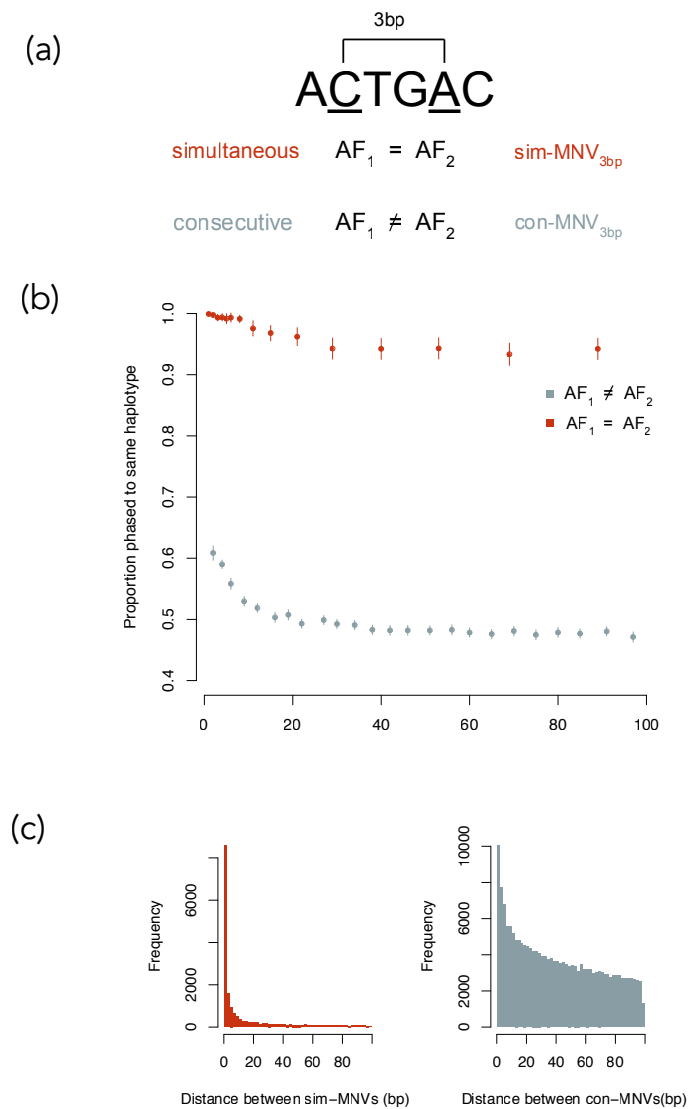 (a)
3bp
ACTGAC
simultaneous AF1 = AF2 sim-MNV3bp
consecutive AF1 ≠ AF2 con-MNV3bp
(b)
Proportion phased to same haplotype
1.0
0.9
0.8
0.7
0.6
0.5
0.4
AF1 ≠ AF2
AF1 = AF2
0 20 40 60 80 100
(c)
Frequency
6000
2000
0
0 20 40 60 80
Distance between sim−MNVs (bp)
Frequency
10000
6000
2000
0
0 20 40 60 80
Distance between con−MNVs(bp)